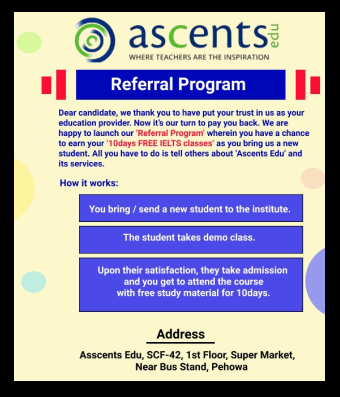 ascents edu
WHERE TEACHERS ARE THE INSPIRATION
Referral Program
Dear candidate, we thank you to have put your trust in us as your
education provider. Now it's our turn to pay you back. We are
happy to launch our 'Referral Program' wherein you have a chance
to earn your '10days FREE IELTS classes' as you bring us a new
student. All you have to do is tell others about 'Ascents Edu' and
its services.
How it works:
You bring / send a new student to the institute.
The student takes demo class.
Upon their satisfaction, they take admission
and you get to attend the course
with free study material for 10days.
Address
Asscents Edu, SCF-42, 1st Floor, Super Market,
Near Bus Stand, Pehowa